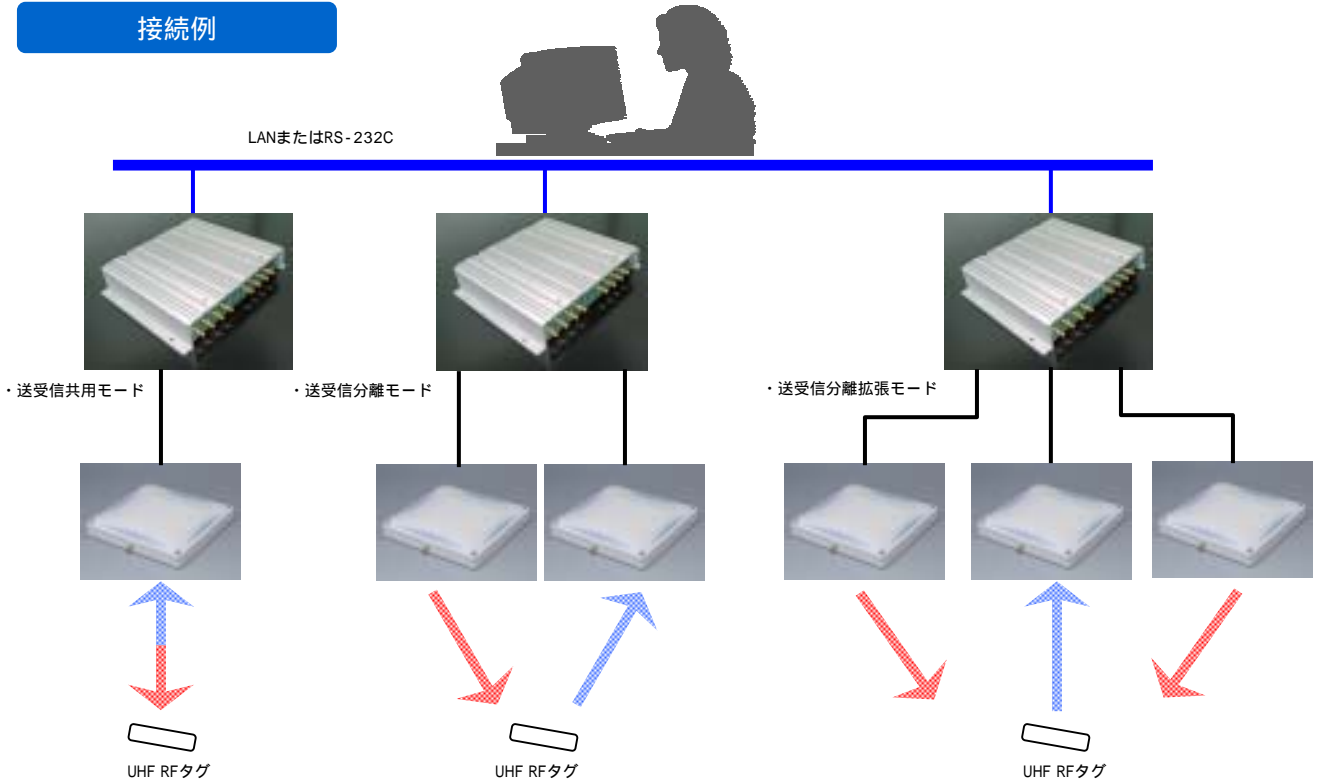 接続例
LANまたはRS-232C
・送受信共用モード
・送受信分離モード
・送受信分離拡張モード
UHF RFタグ
UHF RFタグ
UHF RFタグ